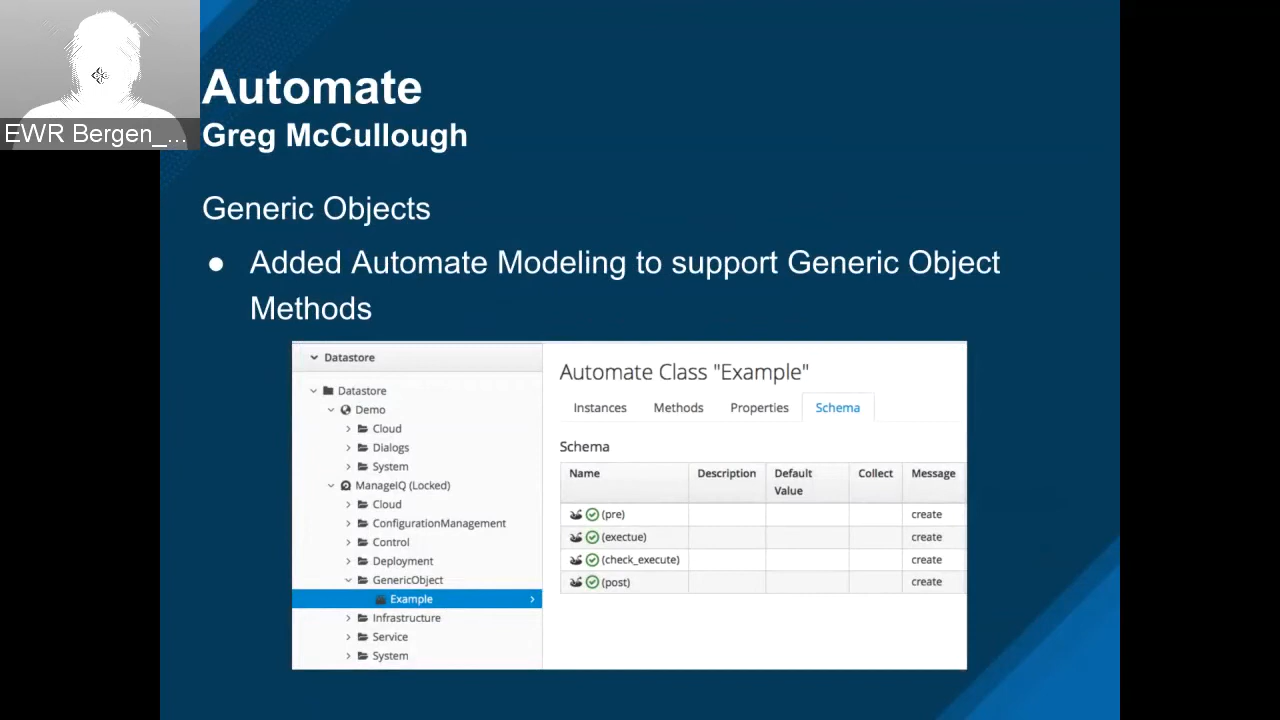 Automate
EWR Bergen_...
Greg McCullough
Generic Objects
● Added Automate Modeling to support Generic Object
Methods
Datastore
Datastore
Demo
Cloud
Dialogs
System
ManageIQ (Locked)
Cloud
ConfigurationManagement
Control
Deployment
GenericObject
Example
Infrastructure
Service
System
Automate Class "Example"
Instances Methods Properties Schema
Schema
Name Description Default Value Collect Message
(pre) create
(exectue) create
(check_execute) create
(post) create